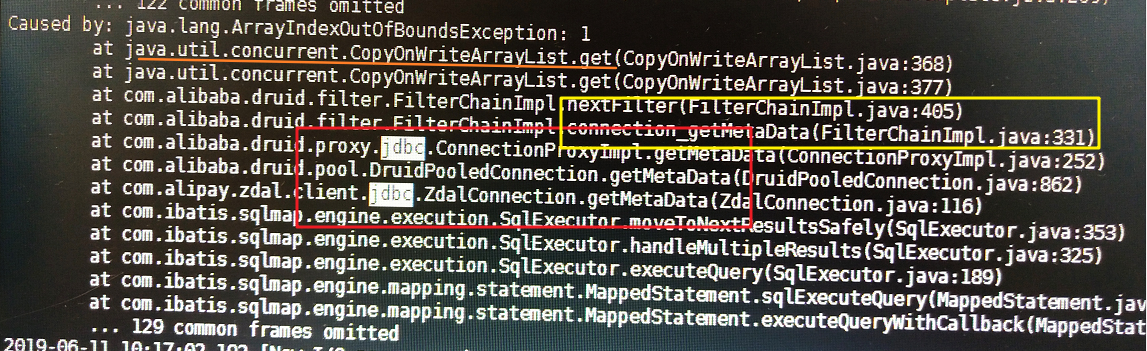 ... 122 common frames omitted
Caused by: java.lang.ArrayIndexOutOfBoundsException: 1
at java.util.concurrent.CopyOnWriteArrayList.get(CopyOnWriteArrayList.java:368)
at java.util.concurrent.CopyOnWriteArrayList.get(CopyOnWriteArrayList.java:377)
at com.alibaba.druid.filter.FilterChainImpl.nextFilter(FilterChainImpl.java:405)
at com.alibaba.druid.filter.FilterChainImpl.connection_getMetaData(FilterChainImpl.java:331)
at com.alibaba.druid.proxy.jdbc.ConnectionProxyImpl.getMetaData(ConnectionProxyImpl.java:252)
at com.alibaba.druid.pool.DruidPooledConnection.getMetaData(DruidPooledConnection.java:862)
at com.alipay.zdal.client.jdbc.ZdalConnection.getMetaData(ZdalConnection.java:116)
at com.ibatis.sqlmap.engine.execution.SqlExecutor.moveToNextResultsSafely(SqlExecutor.java:353)
at com.ibatis.sqlmap.engine.execution.SqlExecutor.handleMultipleResults(SqlExecutor.java:325)
at com.ibatis.sqlmap.engine.execution.SqlExecutor.executeQuery(SqlExecutor.java:189)
at com.ibatis.sqlmap.engine.mapping.statement.MappedStatement.sqlExecuteQuery(MappedStatement.jav
at com.ibatis.sqlmap.engine.mapping.statement.MappedStatement.executeQueryWithCallback(MappedStat
... 129 common frames omitted
2019-06-11 10:17:02